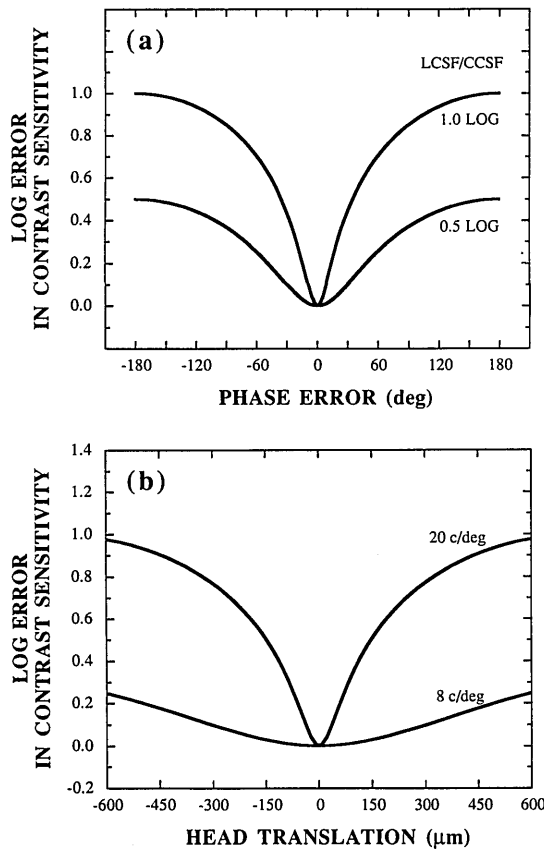 (a)
LCSF/CCSF
1.0 LOG
0.5 LOG
LOG ERROR
IN CONTRAST SENSITIVITY
1.0
0.8
0.6
0.4
0.2
0.0
-180 -120 -60 0 60 120 180
PHASE ERROR (deg)
(b)
20 c/deg
8 c/deg
LOG ERROR
IN CONTRAST SENSITIVITY
1.4
1.2
1.0
0.8
0.6
0.4
0.2
0.0
-0.2
-600 -450 -300 -150 0 150 300 450 600
HEAD TRANSLATION (μm)